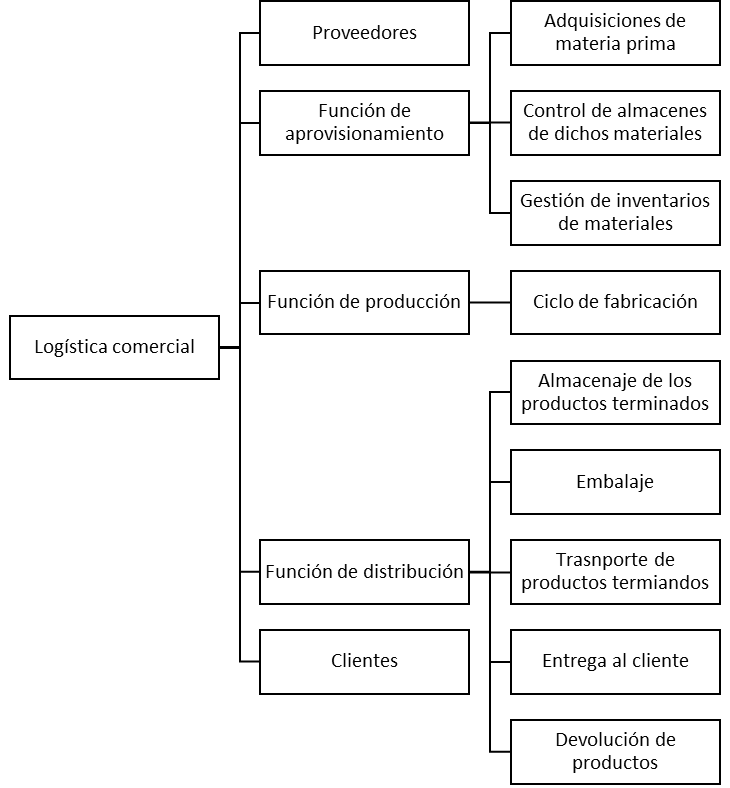 Logística comercial
Proveedores
Función de
aprovisionamiento
Adquisiciones de
materia prima
Control de almacenes
de dichos materiales
Gestión de inventarios
de materiales
Función de producción
Ciclo de fabricación
Función de distribución
Almacenaje de los
productos terminados
Embalaje
Trasnporte de
productos termiandos
Entrega al cliente
Devolución de
productos
Clientes